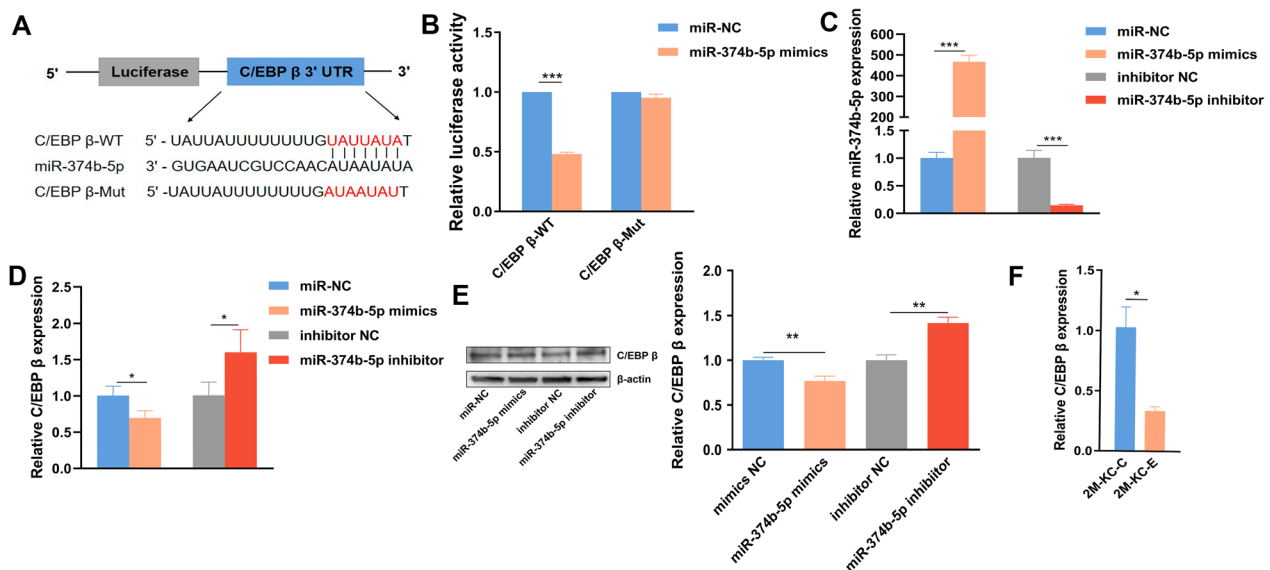 A
5'
Luciferase
C/EBP β 3' UTR
3'
C/EBP β-WT 5' - UAUUAUUUUUUUUGUAUUAUAT
miR-374b-5p 3' - GUGAAUCGUCCAACAUAAUAUA
C/EBP β-Mut 5' - UAUUAUUUUUUUUGAUAAUAUT
B
Relative luciferase activity
1.5
1.0
0.5
0.0
***
miR-NC
miR-374b-5p mimics
C/EBP β-WT
C/EBP β-Mut
C
Relative miR-374b-5p expression
600
500
400
300
200
100
1.0
0.5
0.0
***
***
miR-NC
miR-374b-5p mimics
inhibitor NC
miR-374b-5p inhibitor
D
Relative C/EBP β expression
2.5
2.0
1.5
1.0
0.5
0.0
*
*
miR-NC
miR-374b-5p mimics
inhibitor NC
miR-374b-5p inhibitor
E
C/EBP β
β-actin
miR-NC
miR-374b-5p mimics
inhibitor NC
miR-374b-5p inhibitor
Relative C/EBP β expression
2.0
1.5
1.0
0.5
0.0
**
**
mimics NC
miR-374b-5p mimics
inhibitor NC
miR-374b-5p inhibiitor
F
Relative C/EBP β expression
1.5
1.0
0.5
0.0
*
2M-KC-C
2M-KC-E